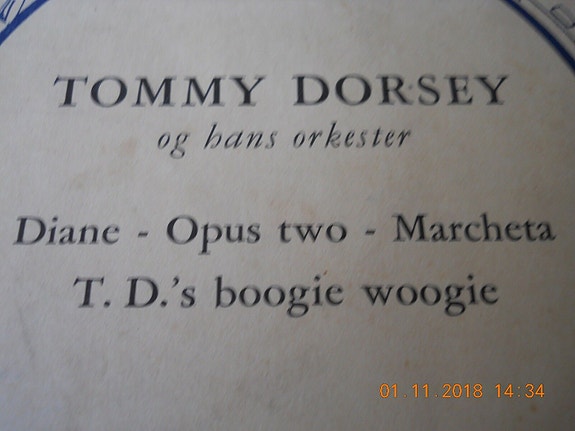 TOMMY DORSEY
og hans orkester
Diane - Opus two - Marcheta
T. D.'s boogie woogie
01.11.2018 14:34